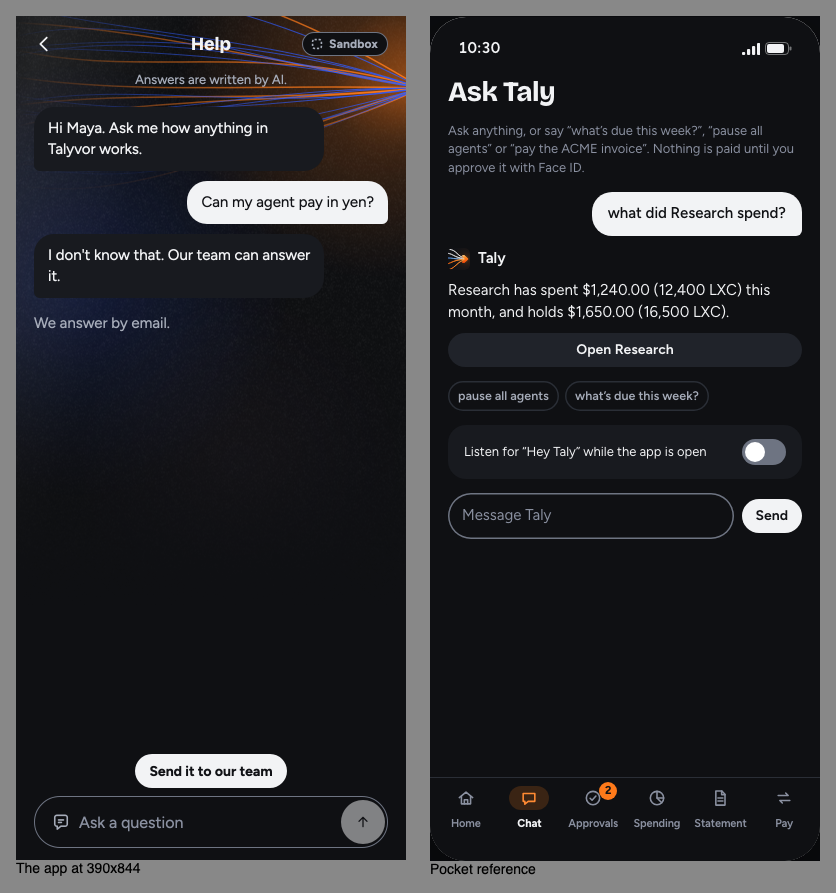 Help
Sandbox
Answers are written by AI.
Hi Maya. Ask me how anything in
Talyvor works.
Can my agent pay in yen?
I don't know that. Our team can answer
it.
We answer by email.
Send it to our team
Ask a question
The app at 390x844
10:30
Ask Taly
Ask anything, or say “what’s due this week?”, “pause all
agents” or “pay the ACME invoice”. Nothing is paid until you
approve it with Face ID.
what did Research spend?
Taly
Research has spent $1,240.00 (12,400 LXC) this
month, and holds $1,650.00 (16,500 LXC).
Open Research
pause all agents
what’s due this week?
Listen for “Hey Taly” while the app is open
Message Taly
Send
2
Home
Chat
Approvals
Spending
Statement
Pay
Pocket reference